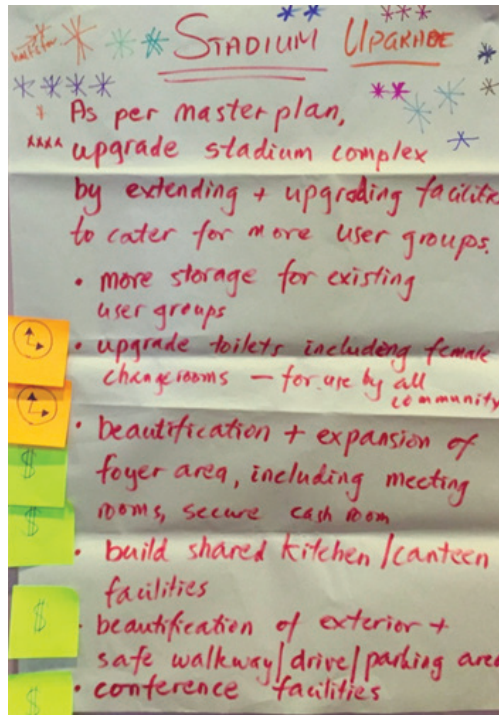 STADIUM UPGRADE
As per master plan,
upgrade stadium complex
by extending + upgrading facilitie
to cater for more user groups.
• more storage for existing
user groups
• upgrade toilets including female
changerooms — for use by all
community
• beautification + expansion of
foyer area, including meeting
rooms, secure cash room
• build shared kitchen/canteen
facilities
• beautification of exterior +
safe walkway/drive/parking area
• conference facilities
$
$
$
$